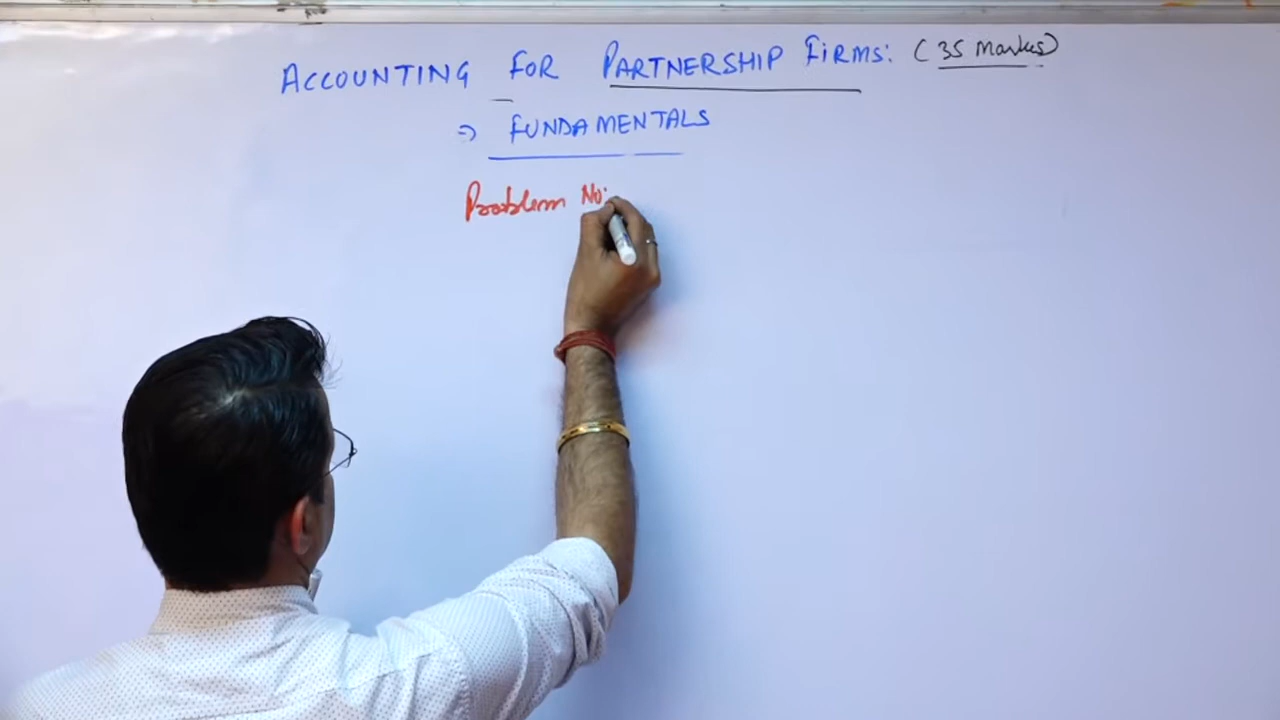 ACCOUNTING FOR PARTNERSHIP FIRMS: (35 Marks)
⇒ FUNDAMENTALS
Problem No: